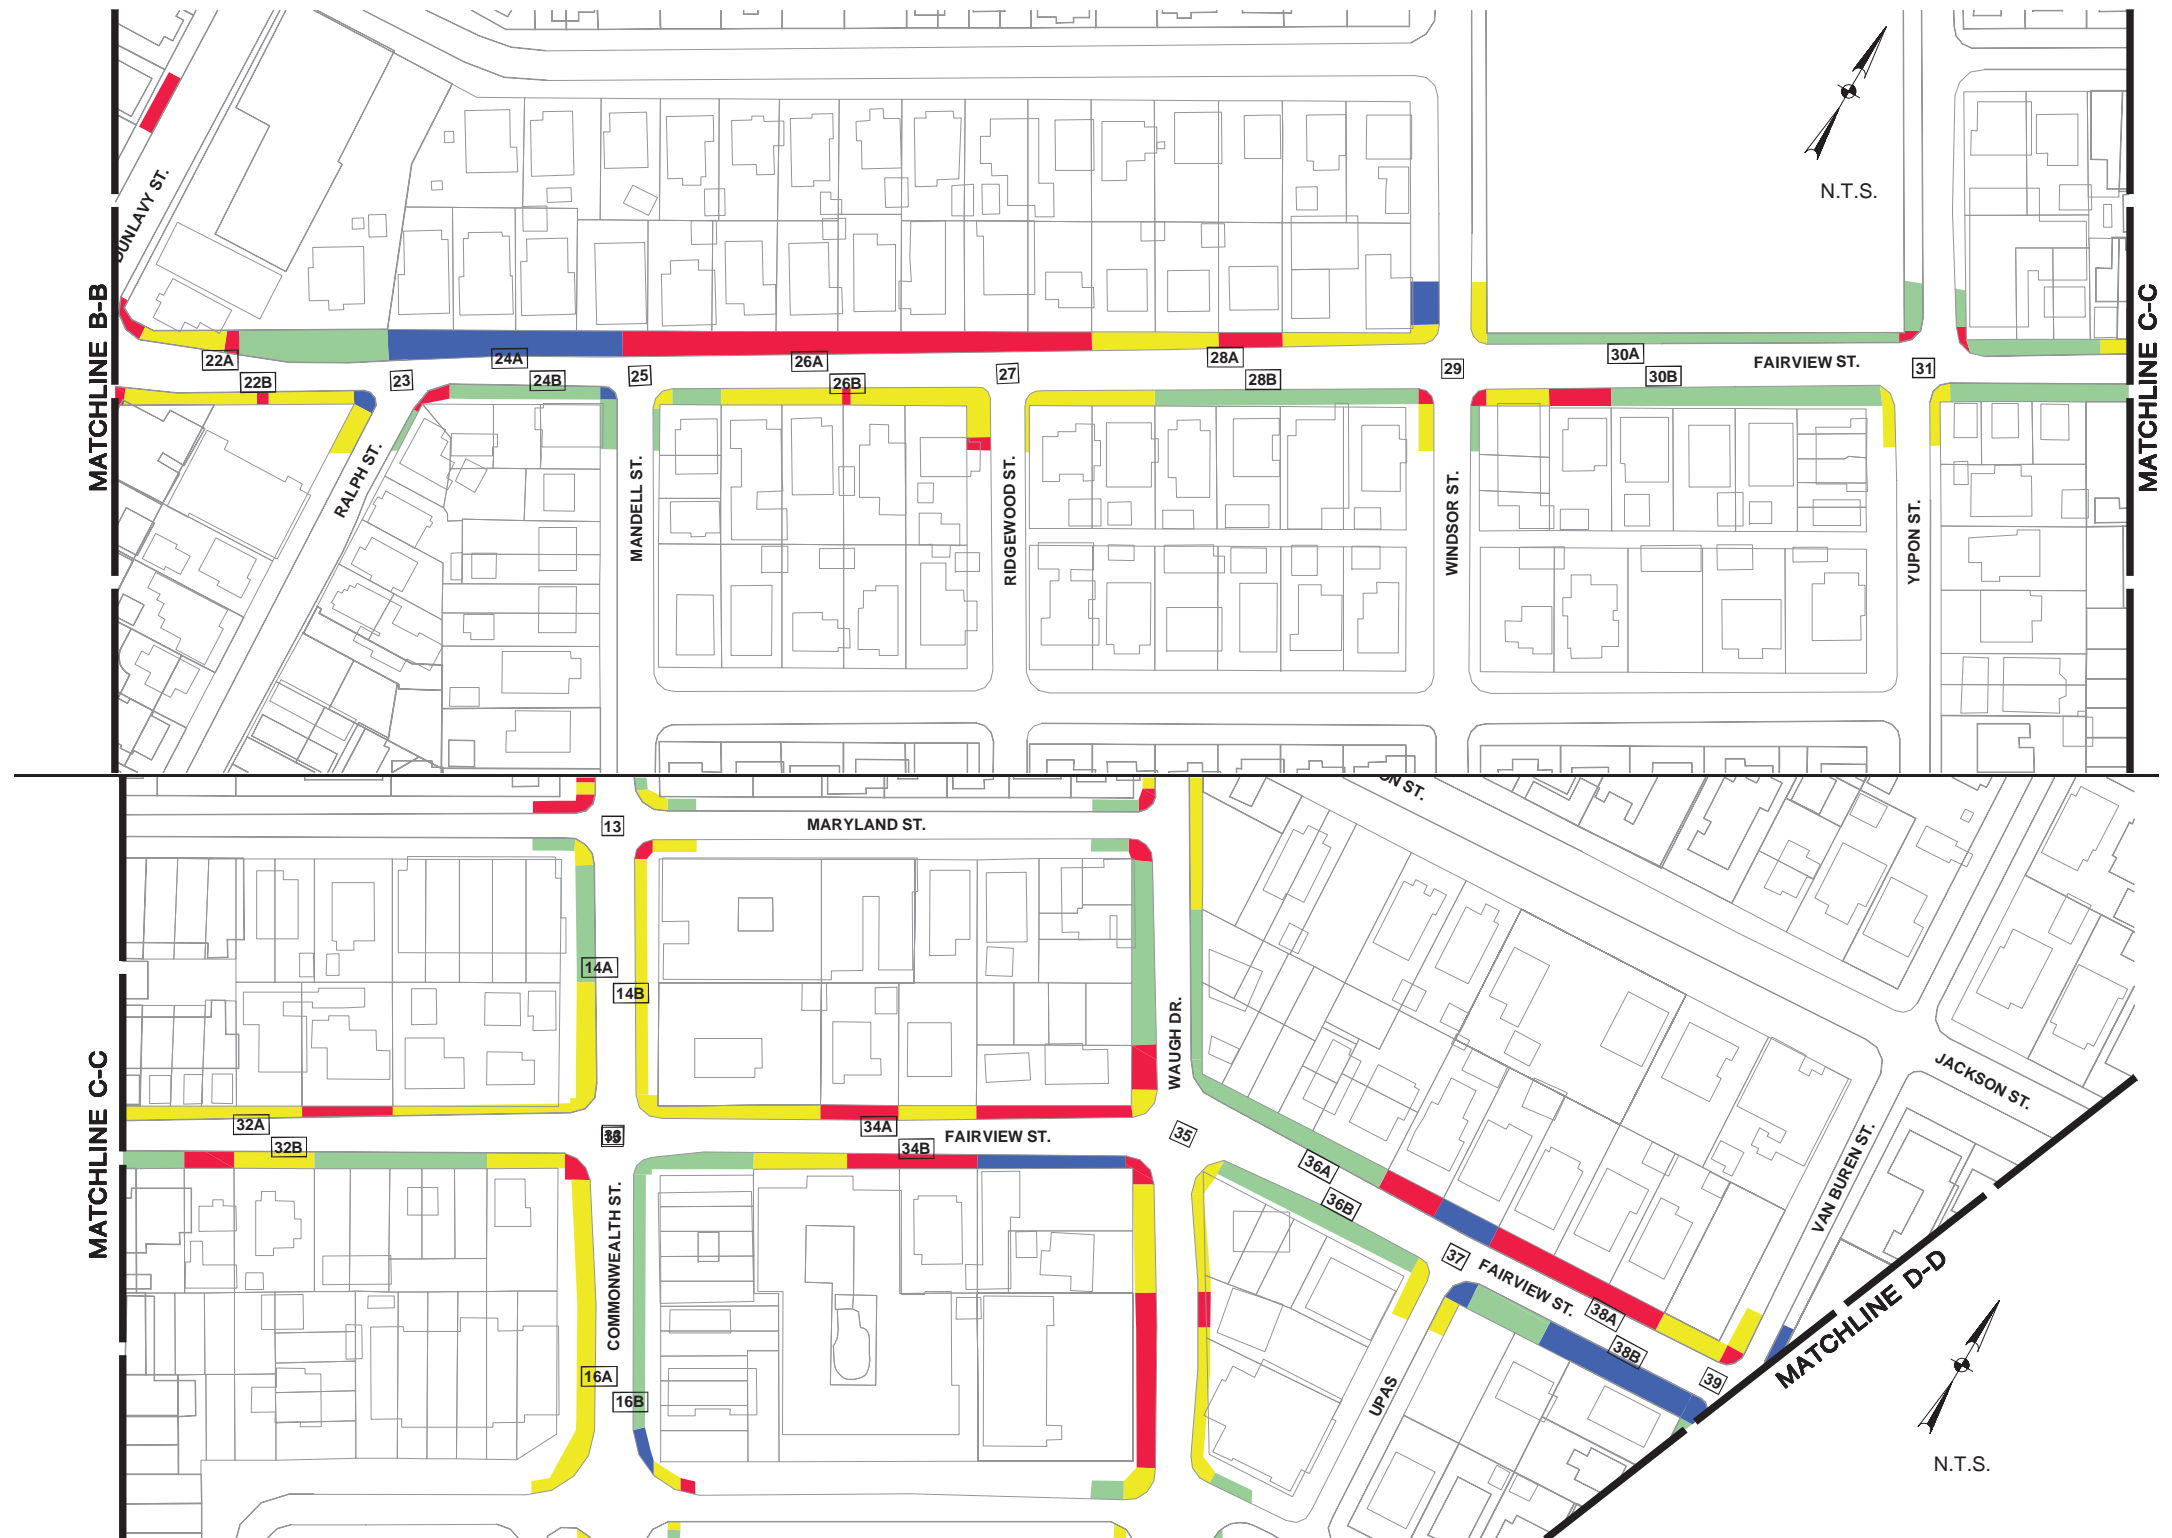 DUNLAVY ST.
N.T.S.
MATCHLINE B-B
MATCHLINE C-C
22A
22B
23
24A
24B
25
26A
26B
27
28A
28B
29
30A
30B
FAIRVIEW ST.
31
RALPH ST.
MANDELL ST.
RIDGEWOOD ST.
WINDSOR ST.
YUPON ST.
13
MARYLAND ST.
ON ST.
14A
14B
WAUGH DR.
JACKSON ST.
MATCHLINE C-C
32A
32B
34A
34B
FAIRVIEW ST.
35
36A
36B
VAN BUREN ST.
COMMONWEALTH ST.
37
FAIRVIEW ST.
38A
38B
39
MATCHLINE D-D
16A
16B
UPAS
N.T.S.